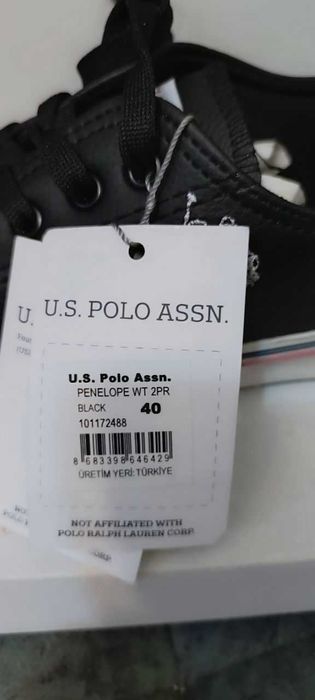 U.S. POLO ASSN.
U.S. Polo Assn.
PENELOPE WT 2PR
BLACK 40
101172488
8 683398 646429
ÜRETİM YERİ: TÜRKİYE
NOT AFFILIATED WITH
POLO RALPH LAUREN CORP.
U.